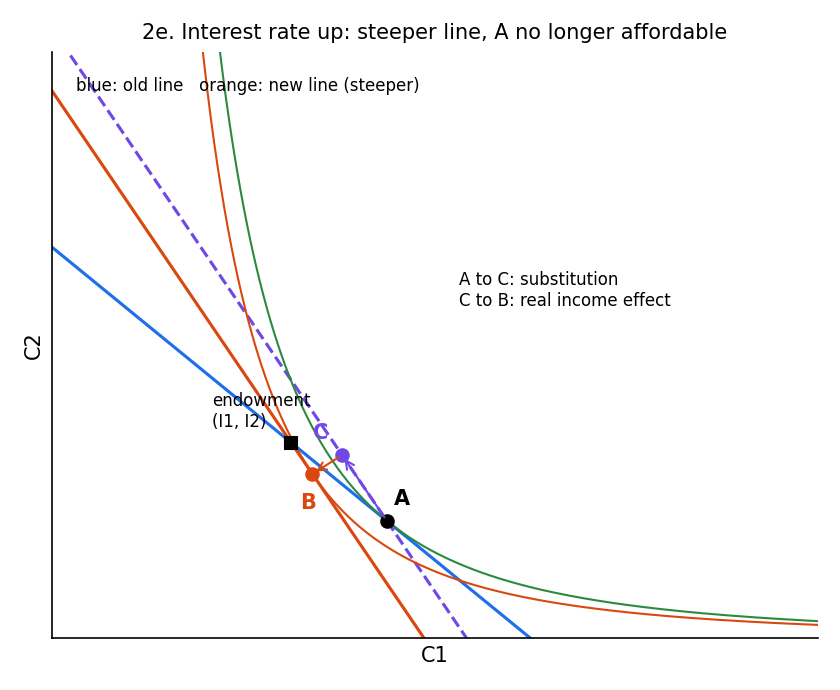 2e. Interest rate up: steeper line, A no longer affordable
blue: old line   orange: new line (steeper)
A to C: substitution
C to B: real income effect
endowment
(I1, I2)
C
A
B
C2
C1